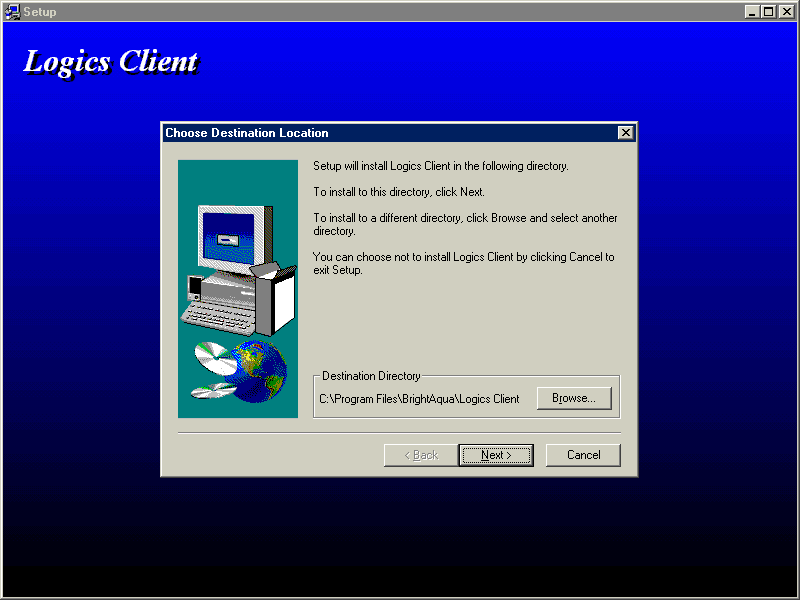 Setup
Logics Client
Choose Destination Location
Setup will install Logics Client in the following directory.
To install to this directory, click Next.
To install to a different directory, click Browse and select another
directory.
You can choose not to install Logics Client by clicking Cancel to
exit Setup.
Destination Directory
C:\Program Files\BrightAqua\Logics Client
Browse...
< Back
Next >
Cancel